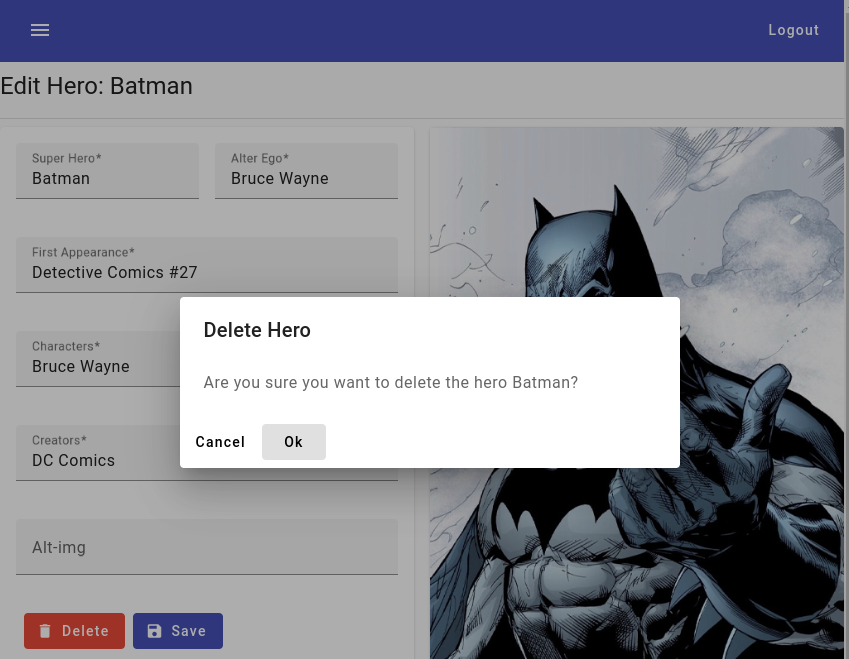 Logout
Edit Hero: Batman
Super Hero*
Batman
Alter Ego*
Bruce Wayne
First Appearance*
Detective Comics #27
Characters*
Bruce Wayne
Creators*
DC Comics
Alt-img
Delete
Save
Delete Hero
Are you sure you want to delete the hero Batman?
Cancel
Ok